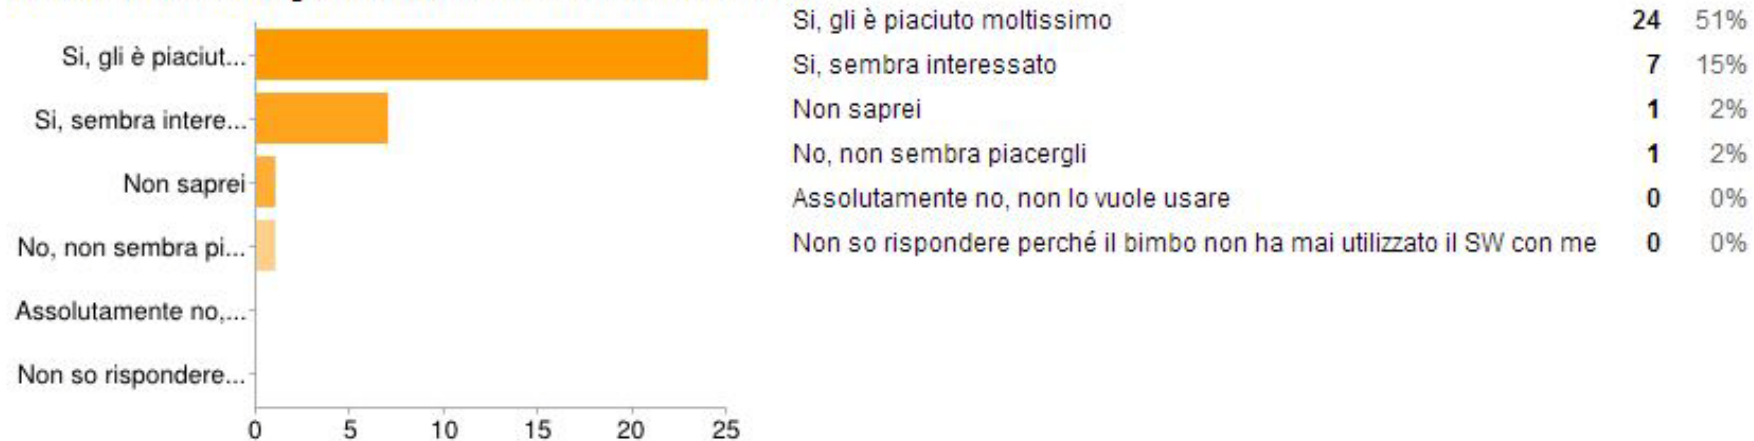 Si, gli è piaciut...
Si, sembra intere...
Non saprei
No, non sembra pi...
Assolutamente no,...
Non so rispondere...
0 5 10 15 20 25
Si, gli è piaciuto moltissimo 24 51%
Si, sembra interessato 7 15%
Non saprei 1 2%
No, non sembra piacergli 1 2%
Assolutamente no, non lo vuole usare 0 0%
Non so rispondere perché il bimbo non ha mai utilizzato il SW con me 0 0%